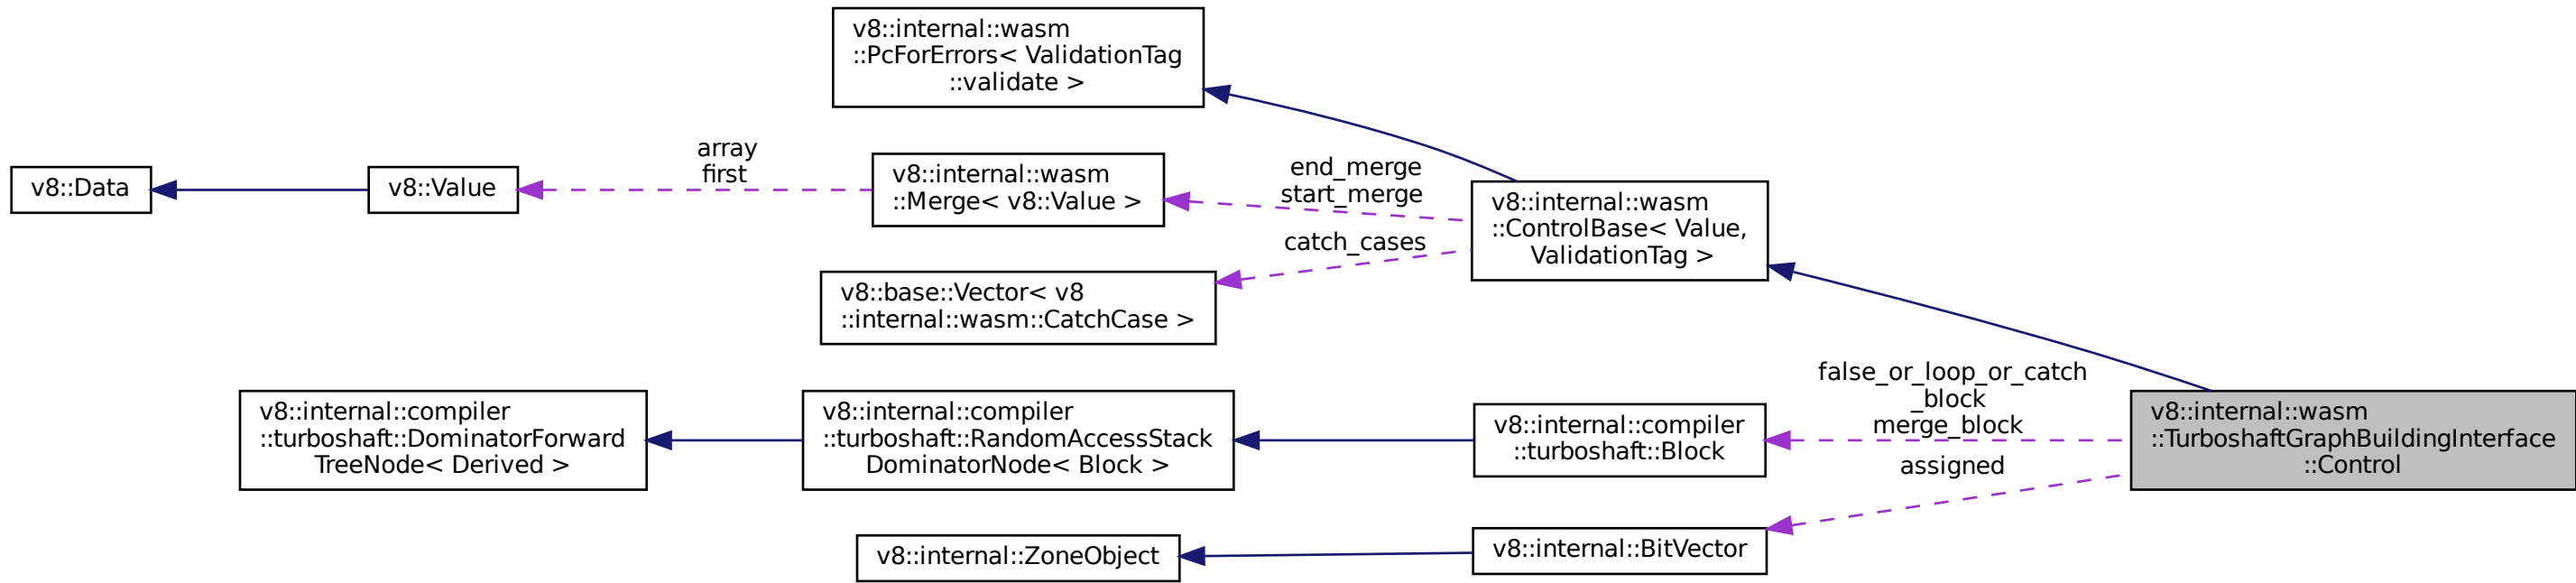 v8::internal::wasm
::PcForErrors< ValidationTag
::validate >
v8::Data
v8::Value
array
first
v8::internal::wasm
::Merge< v8::Value >
end_merge
start_merge
catch_cases
v8::base::Vector< v8
::internal::wasm::CatchCase >
v8::internal::wasm
::ControlBase< Value,
ValidationTag >
v8::internal::compiler
::turboshaft::DominatorForward
TreeNode< Derived >
v8::internal::compiler
::turboshaft::RandomAccessStack
DominatorNode< Block >
v8::internal::compiler
::turboshaft::Block
false_or_loop_or_catch
_block
merge_block
assigned
v8::internal::wasm
::TurboshaftGraphBuildingInterface
::Control
v8::internal::ZoneObject
v8::internal::BitVector